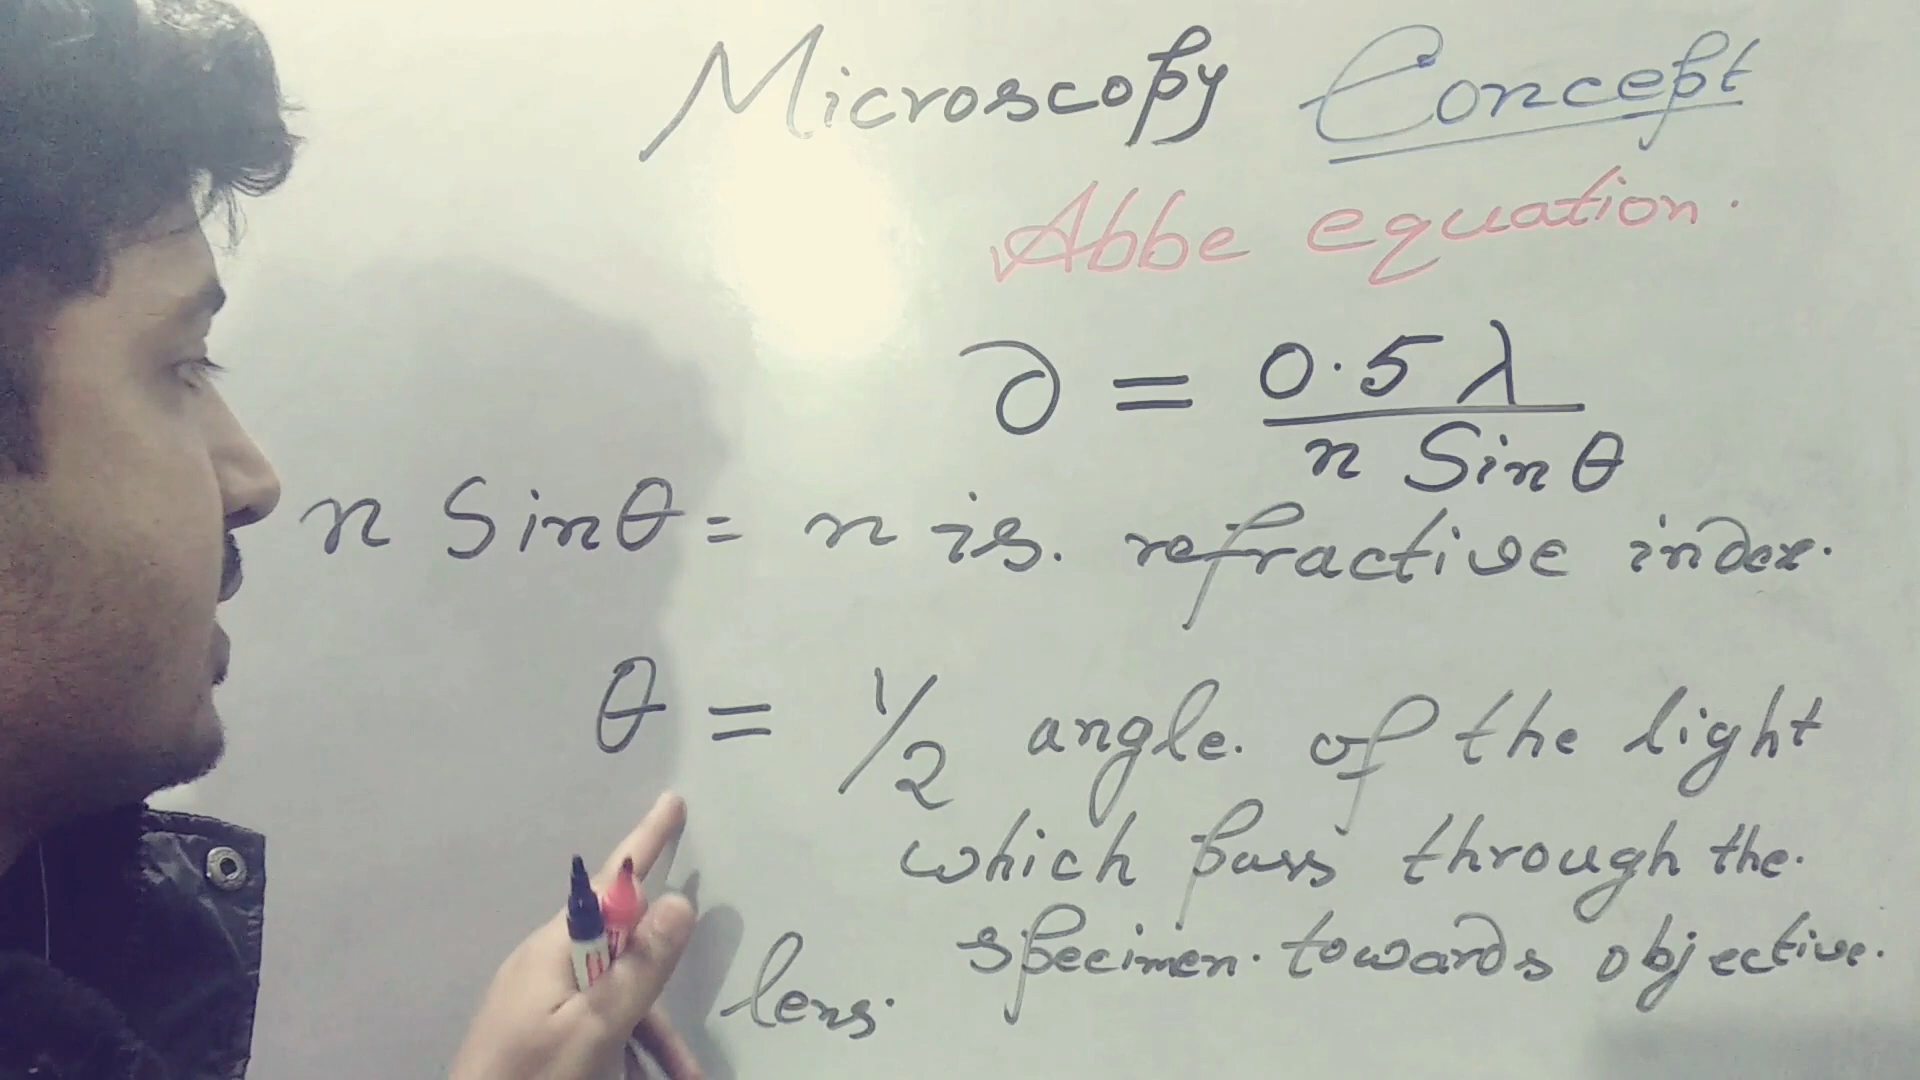 Microscopy Concept
Abbe equation.
∂ = 0.5 λ / n Sin θ
n Sin θ = n is. refractive index.
θ = 1/2 angle. of the light
which pass through the.
specimen. towards objective.
lens.